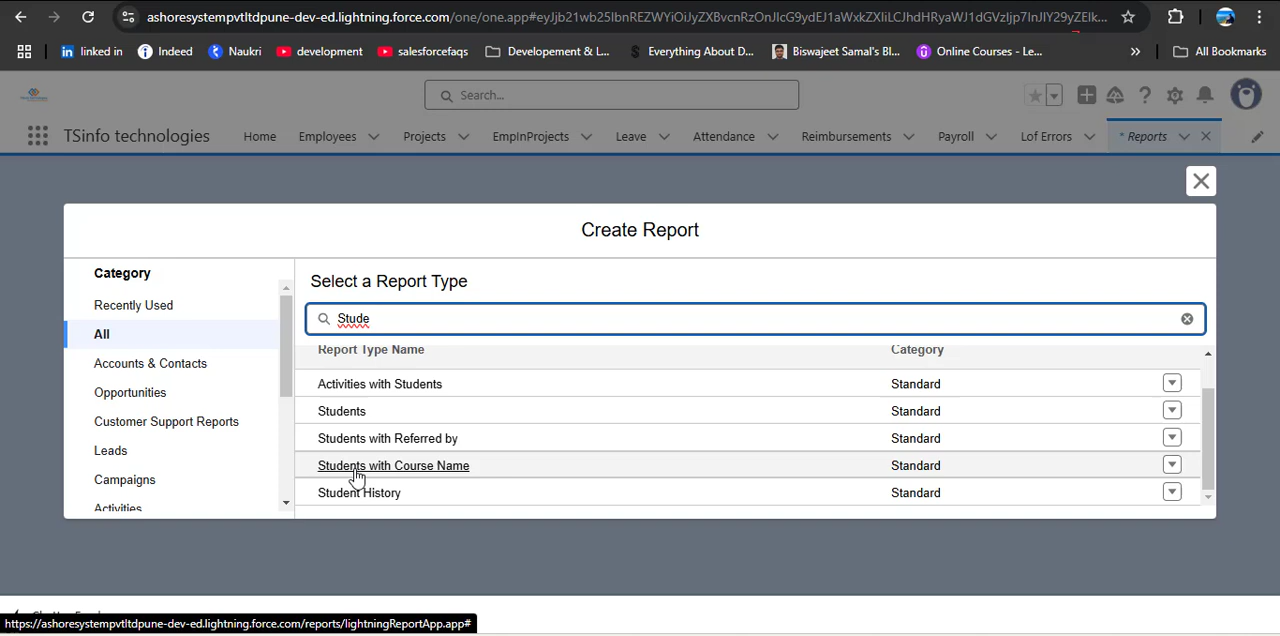 ashoresystempvtltdpune-dev-ed.lightning.force.com/one/one.app#eyJjb21wb25lbnREZWYiOiJyZXBvcnRzOnJlcG9ydEJ1aWxkZXIiLCJhdHRyaWJ1dGVzIjp7InJlY29yZElk...
linked in Indeed Naukri development salesforcefaqs Developement & L... Everything About D... Biswajeet Samal's Bl... Online Courses - Le... » All Bookmarks
Search...
TSinfo technologies Home Employees Projects EmpInProjects Leave Attendance Reimbursements Payroll Lof Errors * Reports
Create Report
Category
Recently Used
All
Accounts & Contacts
Opportunities
Customer Support Reports
Leads
Campaigns
Activities
Select a Report Type
Stude
Report Type Name Category
Activities with Students Standard
Students Standard
Students with Referred by Standard
Students with Course Name Standard
Student History Standard
https://ashoresystempvtltdpune-dev-ed.lightning.force.com/reports/lightningReportApp.app#